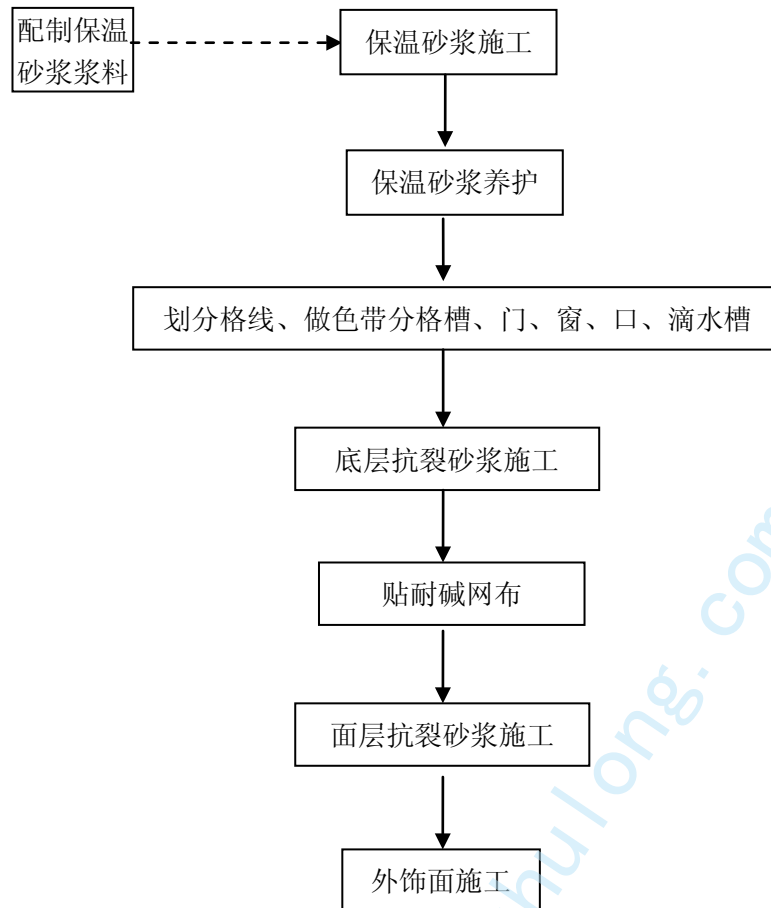 配制保温
砂浆浆料
保温砂浆施工
保温砂浆养护
划分格线、做色带分格槽、门、窗、口、滴水槽
底层抗裂砂浆施工
贴耐碱网布
面层抗裂砂浆施工
外饰面施工
hulong.com